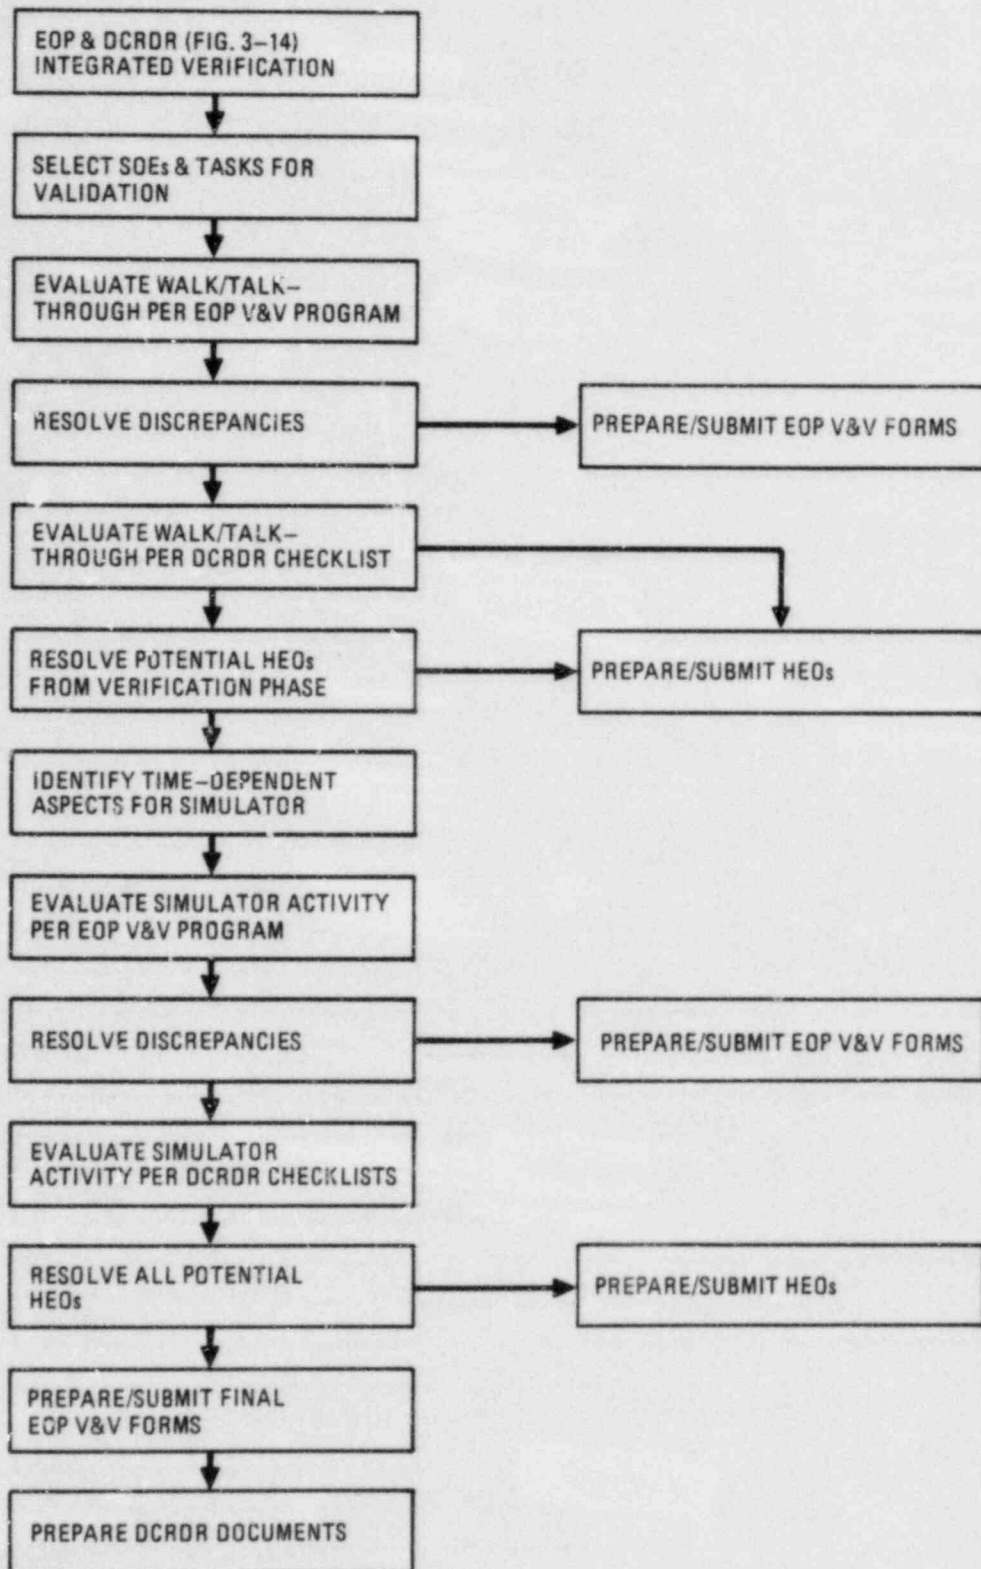 EOP & DCRDR (FIG. 3–14)
INTEGRATED VERIFICATION
SELECT SOEs & TASKS FOR
VALIDATION
EVALUATE WALK/TALK–
THROUGH PER EOP V&V PROGRAM
RESOLVE DISCREPANCIES
PREPARE/SUBMIT EOP V&V FORMS
EVALUATE WALK/TALK–
THROUGH PER DCRDR CHECKLIST
RESOLVE POTENTIAL HEOs
FROM VERIFICATION PHASE
PREPARE/SUBMIT HEOs
IDENTIFY TIME–DEPENDENT
ASPECTS FOR SIMULATOR
EVALUATE SIMULATOR ACTIVITY
PER EOP V&V PROGRAM
RESOLVE DISCREPANCIES
PREPARE/SUBMIT EOP V&V FORMS
EVALUATE SIMULATOR
ACTIVITY PER DCRDR CHECKLISTS
RESOLVE ALL POTENTIAL
HEOs
PREPARE/SUBMIT HEOs
PREPARE/SUBMIT FINAL
EOP V&V FORMS
PREPARE DCRDR DOCUMENTS